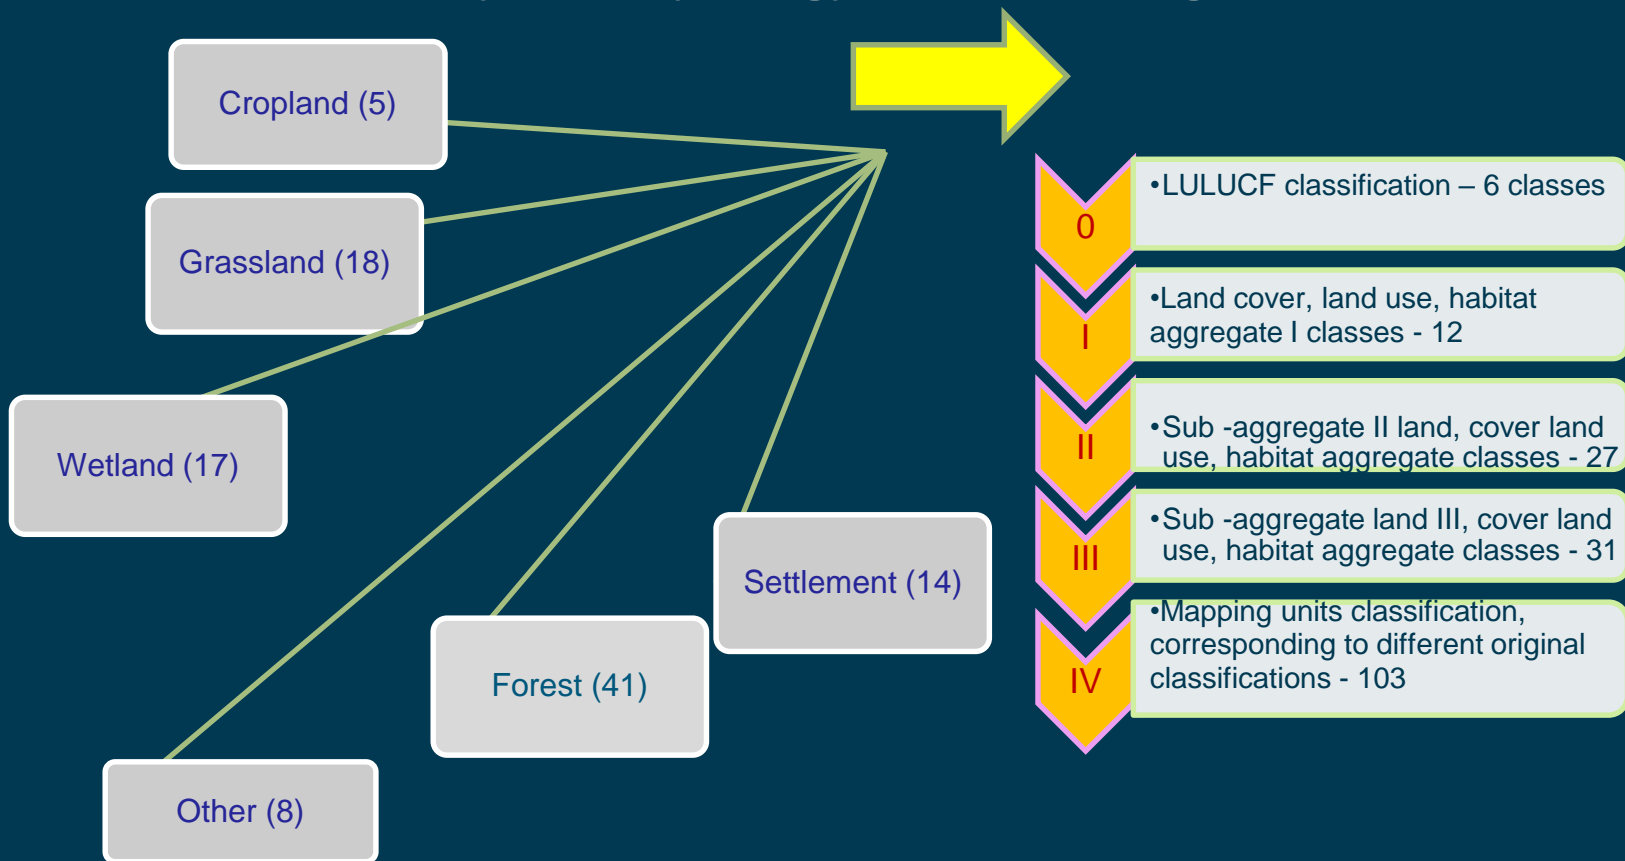 Cropland (5)
Grassland (18)
Wetland (17)
Other (8)
Forest (41)
Settlement (14)
0
•LULUCF classification – 6 classes
I
•Land cover, land use, habitat
aggregate I classes - 12
II
•Sub -aggregate II land, cover land
use, habitat aggregate classes - 27
III
•Sub -aggregate land III, cover land
use, habitat aggregate classes - 31
IV
•Mapping units classification,
corresponding to different original
classifications - 103